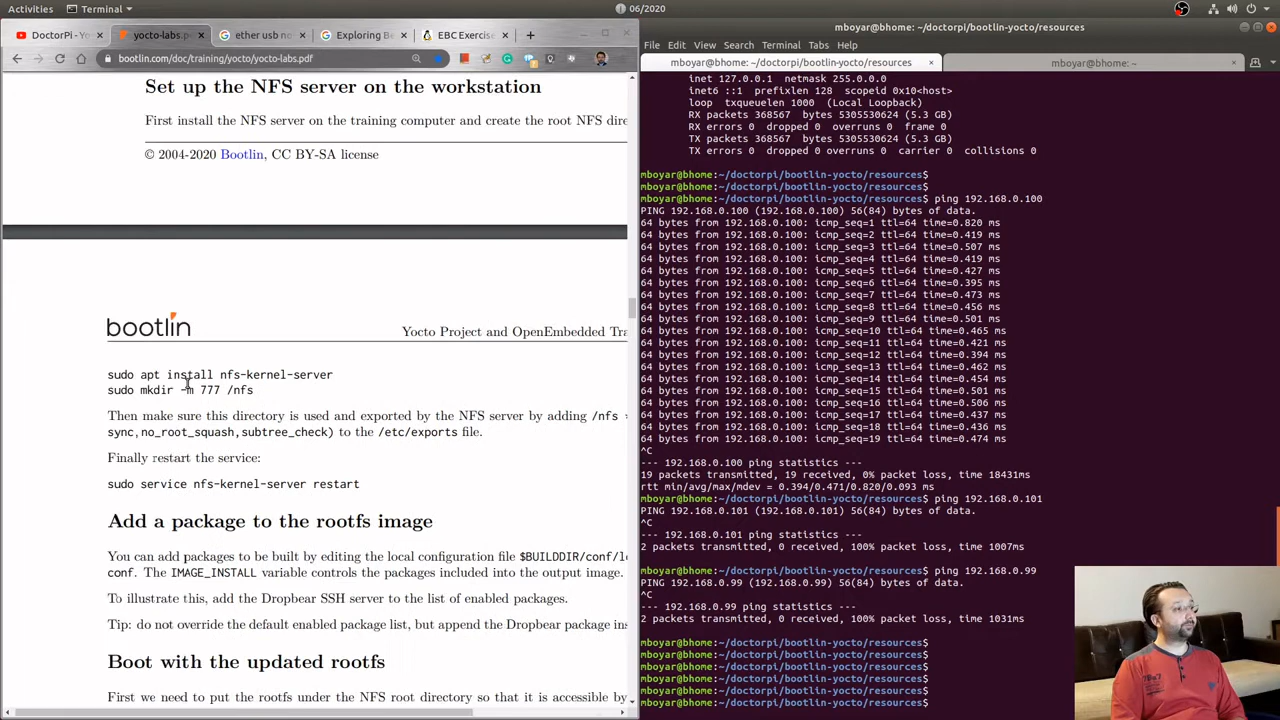 Activities
Terminal
06/2020
DoctorPi - Yo
yocto-labs.p
ether usb no
Exploring Be
EBC Exercise
bootlin.com/doc/training/yocto/yocto-labs.pdf
Set up the NFS server on the workstation
First install the NFS server on the training computer and create the root NFS dire
© 2004-2020 Bootlin, CC BY-SA license
bootlin
Yocto Project and OpenEmbedded Tra
sudo apt install nfs-kernel-server
sudo mkdir -m 777 /nfs
Then make sure this directory is used and exported by the NFS server by adding /nfs
sync,no_root_squash,subtree_check) to the /etc/exports file.
Finally restart the service:
sudo service nfs-kernel-server restart
Add a package to the rootfs image
You can add packages to be built by editing the local configuration file $BUILDDIR/conf/lo
conf. The IMAGE_INSTALL variable controls the packages included into the output image.
To illustrate this, add the Dropbear SSH server to the list of enabled packages.
Tip: do not override the default enabled package list, but append the Dropbear package ins
Boot with the updated rootfs
First we need to put the rootfs under the NFS root directory so that it is accessible by
mboyar@bhome: ~/doctorpi/bootlin-yocto/resources
File Edit View Search Terminal Tabs Help
mboyar@bhome: ~/doctorpi/bootlin-yocto/resources
mboyar@bhome: ~
inet 127.0.0.1 netmask 255.0.0.0
inet6 ::1 prefixlen 128 scopeid 0x10<host>
loop txqueuelen 1000 (Local Loopback)
RX packets 368567 bytes 5305530624 (5.3 GB)
RX errors 0 dropped 0 overruns 0 frame 0
TX packets 368567 bytes 5305530624 (5.3 GB)
TX errors 0 dropped 0 overruns 0 carrier 0 collisions 0
mboyar@bhome:~/doctorpi/bootlin-yocto/resources$
mboyar@bhome:~/doctorpi/bootlin-yocto/resources$
mboyar@bhome:~/doctorpi/bootlin-yocto/resources$ ping 192.168.0.100
PING 192.168.0.100 (192.168.0.100) 56(84) bytes of data.
64 bytes from 192.168.0.100: icmp_seq=1 ttl=64 time=0.820 ms
64 bytes from 192.168.0.100: icmp_seq=2 ttl=64 time=0.419 ms
64 bytes from 192.168.0.100: icmp_seq=3 ttl=64 time=0.507 ms
64 bytes from 192.168.0.100: icmp_seq=4 ttl=64 time=0.419 ms
64 bytes from 192.168.0.100: icmp_seq=5 ttl=64 time=0.427 ms
64 bytes from 192.168.0.100: icmp_seq=6 ttl=64 time=0.395 ms
64 bytes from 192.168.0.100: icmp_seq=7 ttl=64 time=0.473 ms
64 bytes from 192.168.0.100: icmp_seq=8 ttl=64 time=0.456 ms
64 bytes from 192.168.0.100: icmp_seq=9 ttl=64 time=0.501 ms
64 bytes from 192.168.0.100: icmp_seq=10 ttl=64 time=0.465 ms
64 bytes from 192.168.0.100: icmp_seq=11 ttl=64 time=0.421 ms
64 bytes from 192.168.0.100: icmp_seq=12 ttl=64 time=0.394 ms
64 bytes from 192.168.0.100: icmp_seq=13 ttl=64 time=0.462 ms
64 bytes from 192.168.0.100: icmp_seq=14 ttl=64 time=0.454 ms
64 bytes from 192.168.0.100: icmp_seq=15 ttl=64 time=0.501 ms
64 bytes from 192.168.0.100: icmp_seq=16 ttl=64 time=0.506 ms
64 bytes from 192.168.0.100: icmp_seq=17 ttl=64 time=0.437 ms
64 bytes from 192.168.0.100: icmp_seq=18 ttl=64 time=0.436 ms
64 bytes from 192.168.0.100: icmp_seq=19 ttl=64 time=0.474 ms
^C
--- 192.168.0.100 ping statistics ---
19 packets transmitted, 19 received, 0% packet loss, time 18431ms
rtt min/avg/max/mdev = 0.394/0.471/0.820/0.093 ms
mboyar@bhome:~/doctorpi/bootlin-yocto/resources$ ping 192.168.0.101
PING 192.168.0.101 (192.168.0.101) 56(84) bytes of data.
^C
--- 192.168.0.101 ping statistics ---
2 packets transmitted, 0 received, 100% packet loss, time 1007ms
mboyar@bhome:~/doctorpi/bootlin-yocto/resources$ ping 192.168.0.99
PING 192.168.0.99 (192.168.0.99) 56(84) bytes of data.
^C
--- 192.168.0.99 ping statistics ---
2 packets transmitted, 0 received, 100% packet loss, time 1031ms
mboyar@bhome:~/doctorpi/bootlin-yocto/resources$
mboyar@bhome:~/doctorpi/bootlin-yocto/resources$
mboyar@bhome:~/doctorpi/bootlin-yocto/resources$
mboyar@bhome:~/doctorpi/bootlin-yocto/resources$
mboyar@bhome:~/doctorpi/bootlin-yocto/resources$
mboyar@bhome:~/doctorpi/bootlin-yocto/resources$